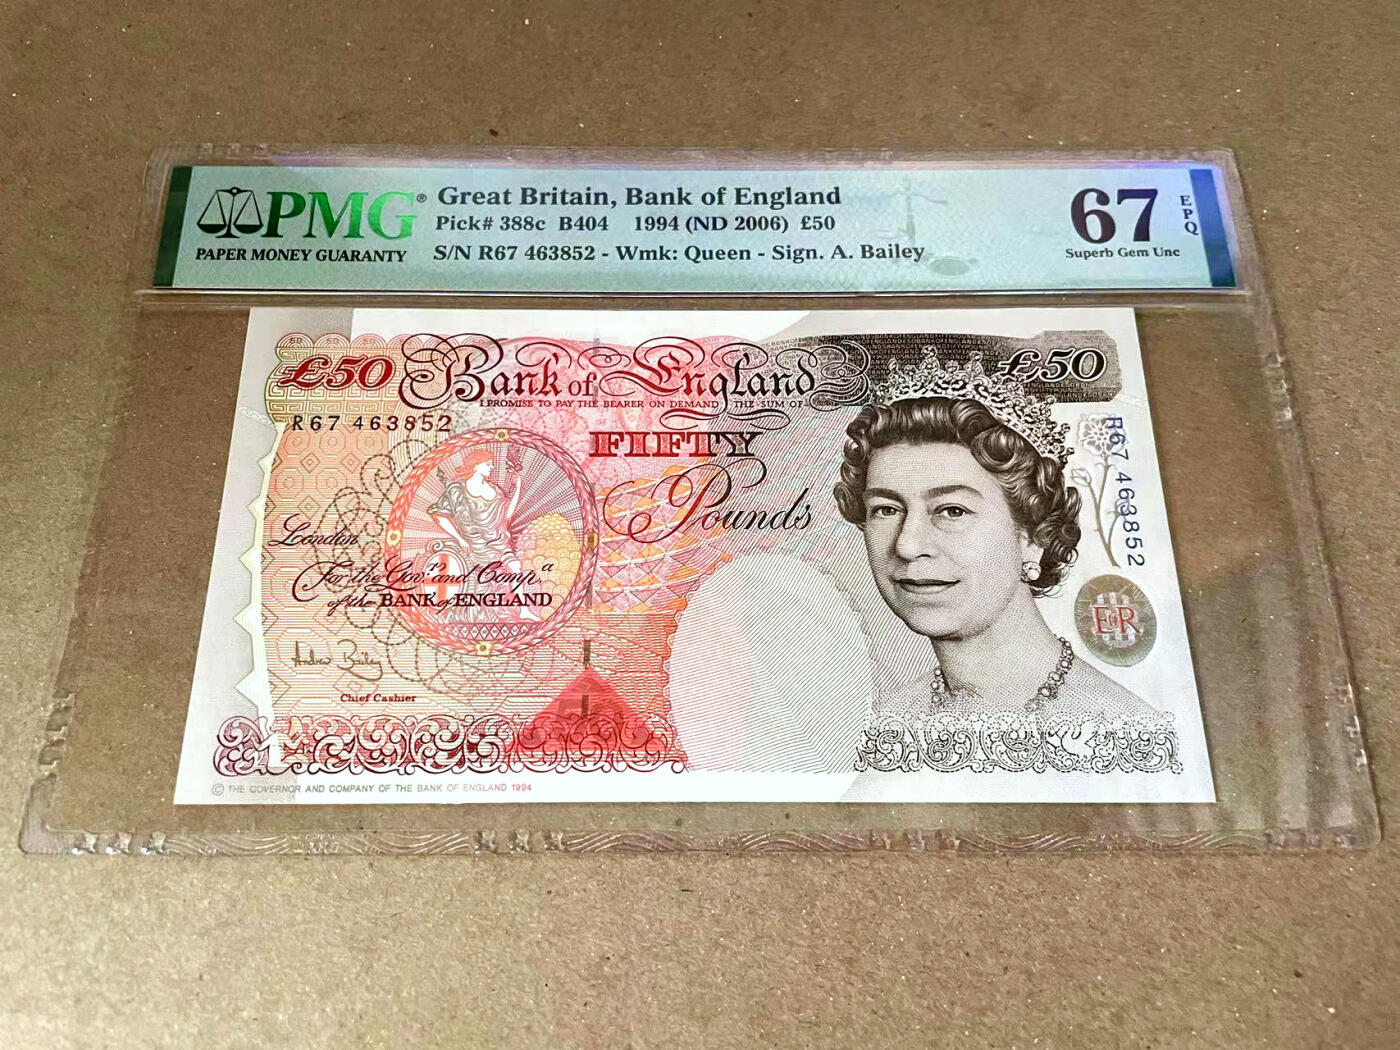 PMG®
PAPER MONEY GUARANTY
Great Britain, Bank of England
Pick# 388c B404 1994 (ND 2006) £50
S/N R67 463852 - Wmk: Queen - Sign. A. Bailey
67
EPQ
Superb Gem Unc
£50
Bank of England
£50
I PROMISE TO PAY THE BEARER ON DEMAND THE SUM OF
R67 463852
FIFTY
Pounds
R67 463852
London
For the Gov.r and Comp.a
of the BANK of ENGLAND
EIIR
Andrew Bailey
Chief Cashier
© THE GOVERNOR AND COMPANY OF THE BANK OF ENGLAND 1994